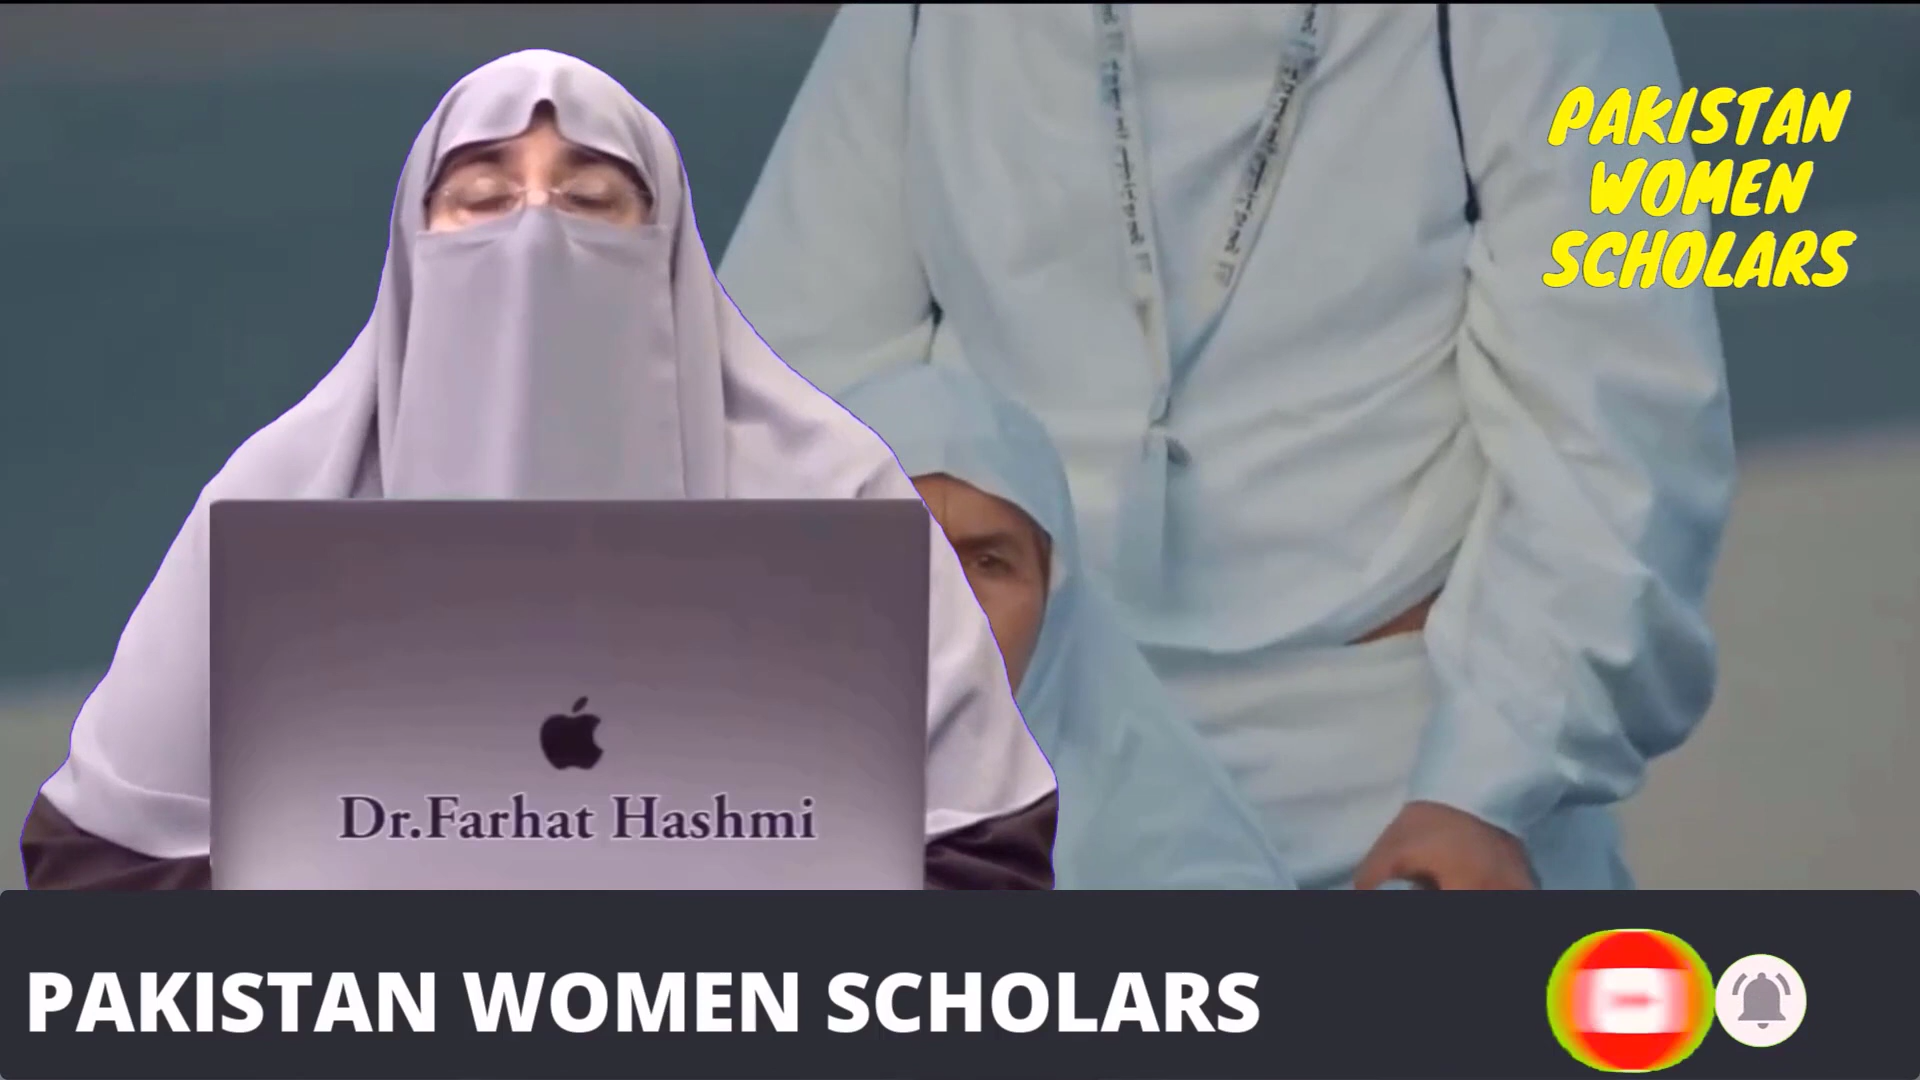 PAKISTAN
WOMEN
SCHOLARS
Dr.Farhat Hashmi
PAKISTAN WOMEN SCHOLARS